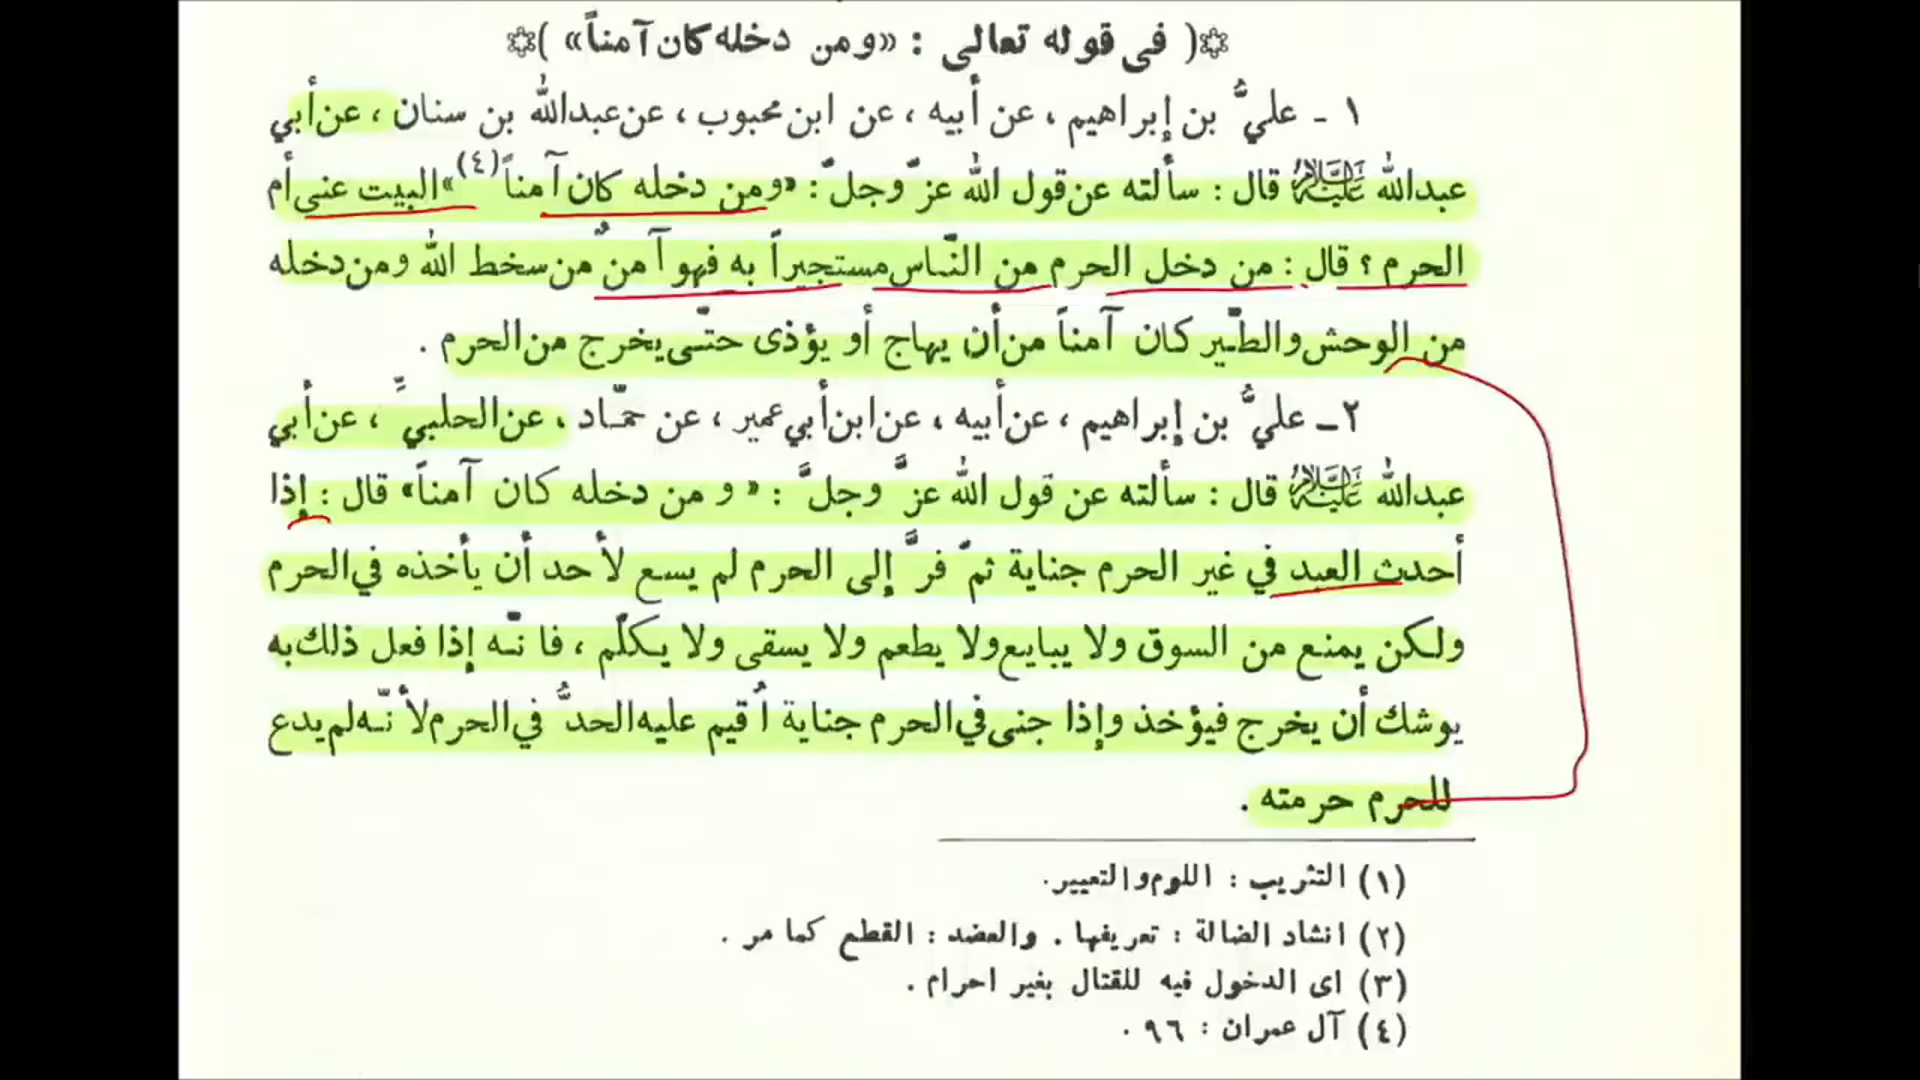 ۞( فى قوله تعالى : «ومن دخله كان آمناً» )۞
١ - عليُّ بن إبراهيم ، عن أبيه ، عن ابن محبوب ، عن عبدالله بن سنان ، عن أبي
عبدالله عليه السلام قال : سألته عن قول الله عزَّ وجلَّ : «ومن دخله كان آمناً(٤)» البيت عنى أم
الحرم ؟ قال : من دخل الحرم من النّاس مستجيراً به فهو آمنٌ من سخط الله ومن دخله
من الوحش والطّير كان آمناً من أن يهاج أو يؤذى حتّى يخرج من الحرم .
٢ـ عليُّ بن إبراهيم ، عن أبيه ، عن ابن أبي عمير ، عن حمّاد ، عن الحلبيِّ ، عن أبي
عبدالله عليه السلام قال : سألته عن قول الله عزَّ وجلَّ : « و من دخله كان آمناً» قال : إذا
أحدث العبد في غير الحرم جناية ثمّ فرَّ إلى الحرم لم يسع لأحد أن يأخذه في الحرم
ولكن يمنع من السوق ولا يبايع ولا يطعم ولا يسقى ولا يكلّم ، فانّه إذا فعل ذلك به
يوشك أن يخرج فيؤخذ وإذا جنى في الحرم جناية اُقيم عليه الحدُّ في الحرم لأنّه لم يدع
للحرم حرمته .
(١) التثريب : اللوم والتعيير.
(٢) انشاد الضالة : تعريفها . والعضد : القطع كما مر .
(٣) اى الدخول فيه للقتال بغير احرام .
(٤) آل عمران : ٩٦ .